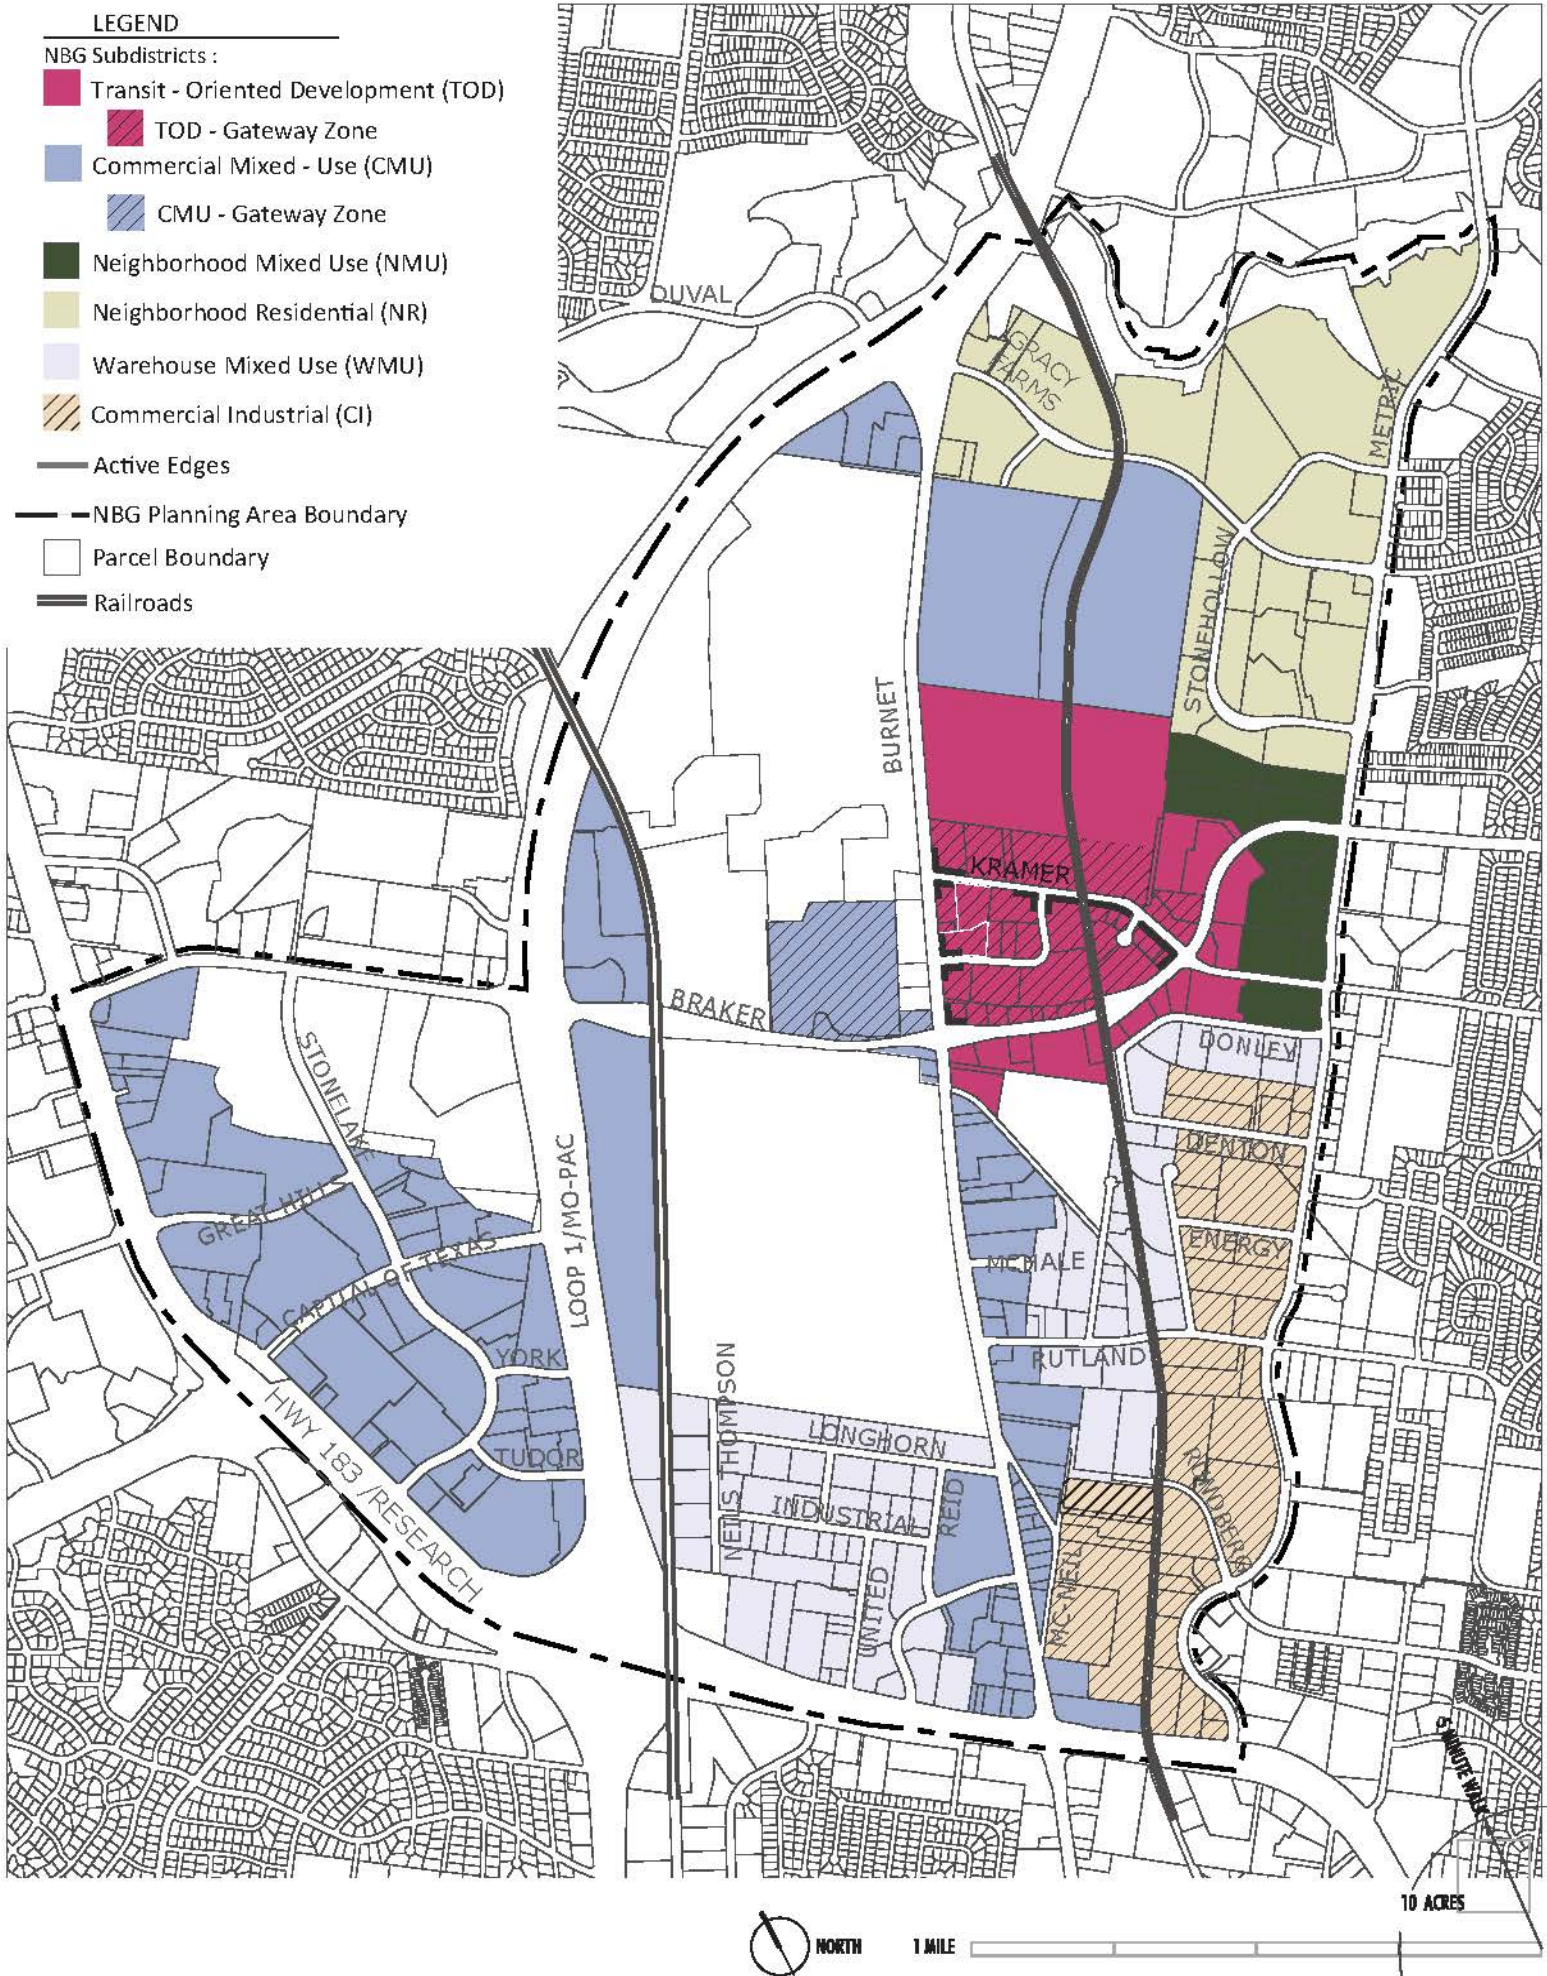 LEGEND
NBG Subdistricts :
Transit - Oriented Development (TOD)
TOD - Gateway Zone
Commercial Mixed - Use (CMU)
CMU - Gateway Zone
Neighborhood Mixed Use (NMU)
Neighborhood Residential (NR)
Warehouse Mixed Use (WMU)
Commercial Industrial (CI)
Active Edges
NBG Planning Area Boundary
Parcel Boundary
Railroads
DUVAL
GRACY
FARMS
METRIC
STONEHOLLOW
BURNET
KRAMER
BRAKER
DONLEY
STONELAKE
DENTON
LOOP 1/MO-PAC
GREAT HILLS
ENERGY
CAPITAL OF TEXAS
MCHALE
YORK
RUTLAND
HWY 183 /RESEARCH
NEILS THOMPSON
LONGHORN
TUDOR
RUNDBERG
INDUSTRIAL
REID
UNITED
MC-NEIL
5 MINUTE WALK
10 ACRES
NORTH
1 MILE